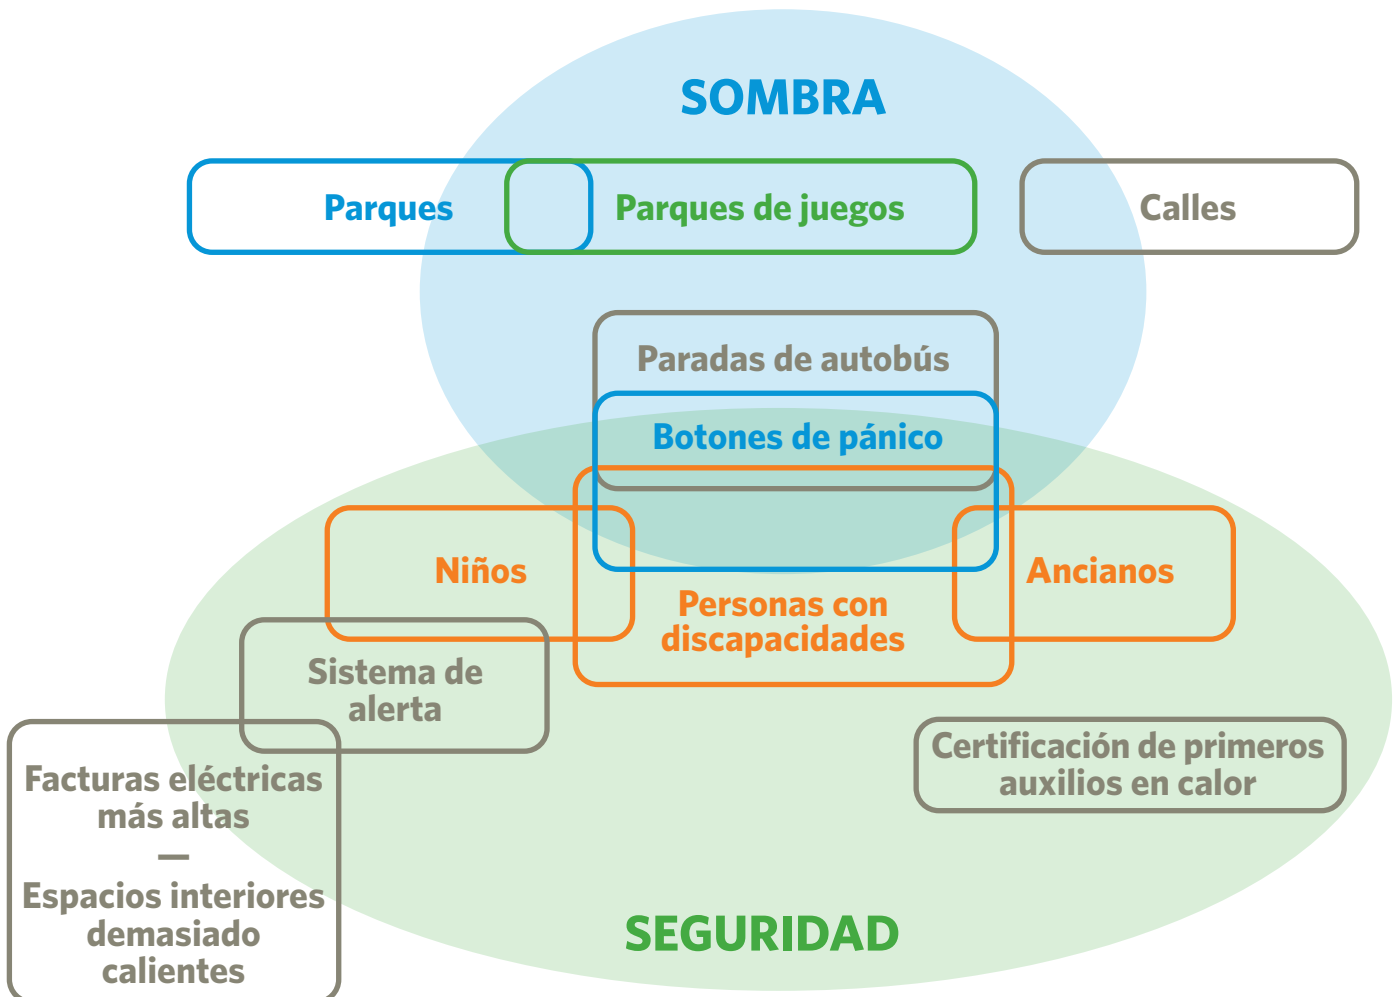 SOMBRA
Parques
Parques de juegos
Calles
Paradas de autobús
Botones de pánico
Niños
Ancianos
Personas con
discapacidades
Sistema de
alerta
Certificación de primeros
auxilios en calor
Facturas eléctricas
más altas
—
Espacios interiores
demasiado
calientes
SEGURIDAD